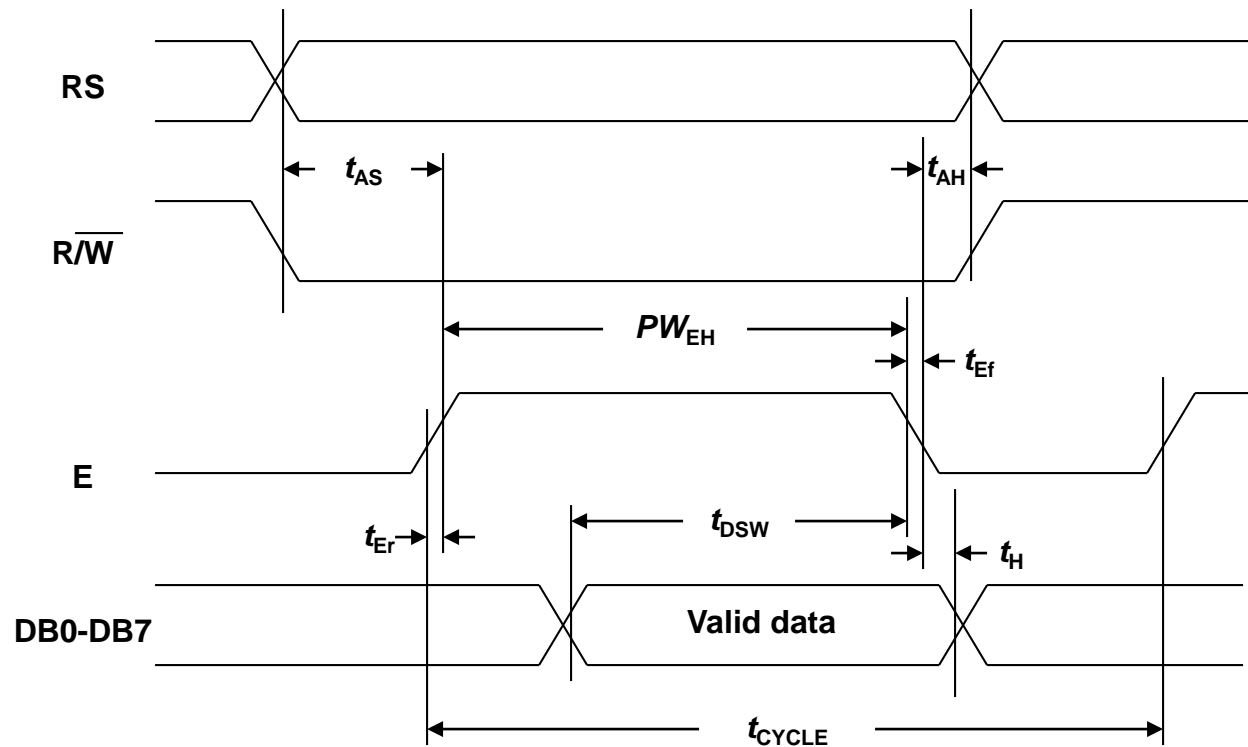 RS
tAS
tAH
R/W
PWEH
tEf
E
tEr
tDSW
tH
DB0-DB7
Valid data
tCYCLE